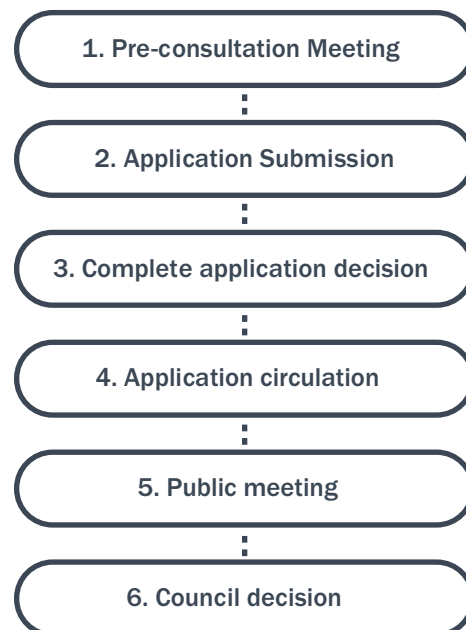 1. Pre-consultation Meeting
2. Application Submission
3. Complete application decision
4. Application circulation
5. Public meeting
6. Council decision